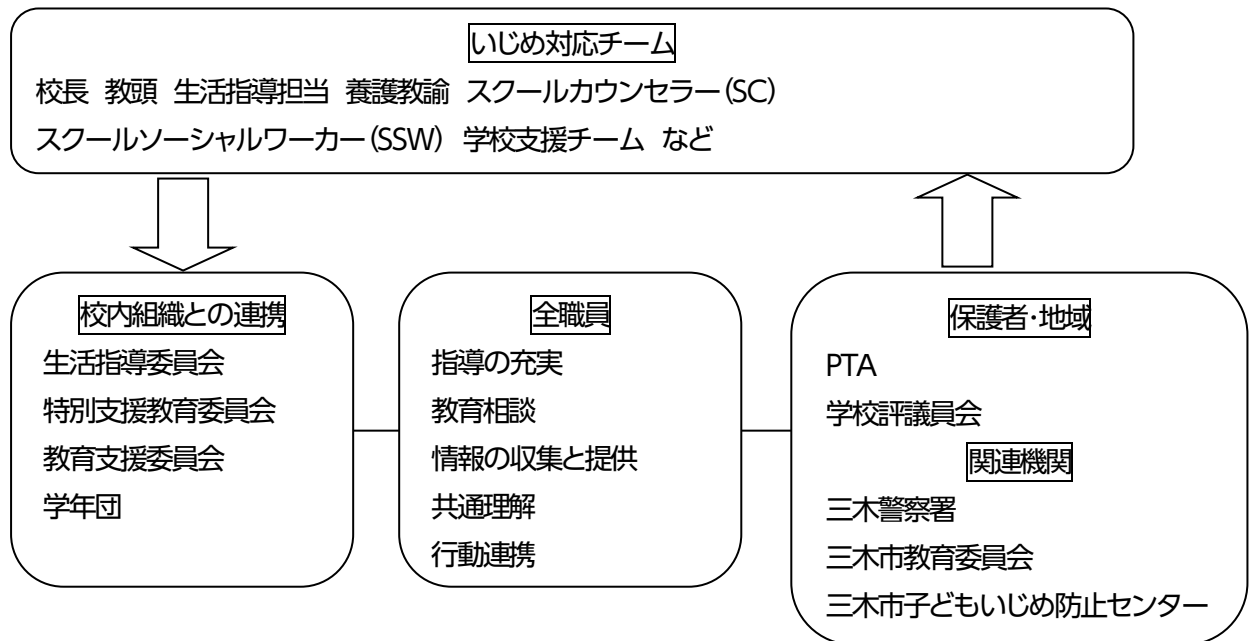 いじめ対応チーム
校長 教頭 生活指導担当 養護教諭 スクールカウンセラー(SC)
スクールソーシャルワーカー(SSW) 学校支援チーム など
校内組織との連携
生活指導委員会
特別支援教育委員会
教育支援委員会
学年団
全職員
指導の充実
教育相談
情報の収集と提供
共通理解
行動連携
保護者・地域
PTA
学校評議員会
関連機関
三木警察署
三木市教育委員会
三木市子どもいじめ防止センター